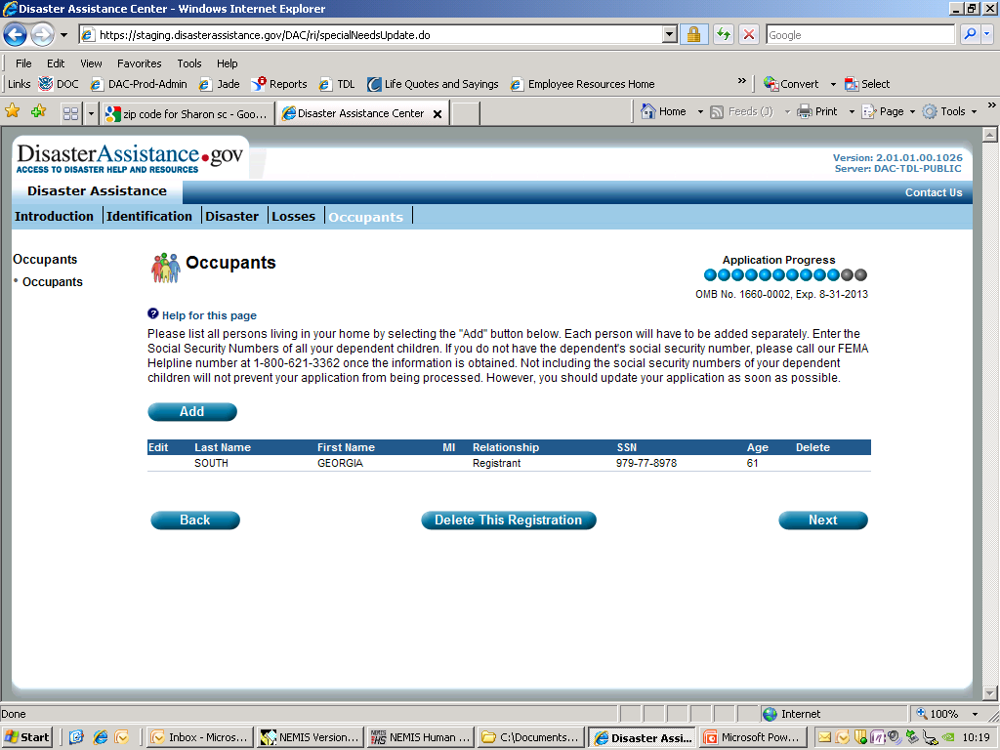 Disaster Assistance Center - Windows Internet Explorer
https://staging.disasterassistance.gov/DAC/ri/specialNeedsUpdate.do
Google
File Edit View Favorites Tools Help
Links DOC DAC-Prod-Admin Jade Reports TDL Life Quotes and Sayings Employee Resources Home » Convert Select
zip code for Sharon sc - Goo... Disaster Assistance Center Home Feeds (J) Print Page Tools »
DisasterAssistance.gov
ACCESS TO DISASTER HELP AND RESOURCES
Version: 2.01.01.00.1026
Server: DAC-TDL-PUBLIC
Disaster Assistance
Contact Us
Introduction Identification Disaster Losses Occupants
Occupants
• Occupants
Occupants
Application Progress
OMB No. 1660-0002, Exp. 8-31-2013
? Help for this page
Please list all persons living in your home by selecting the "Add" button below. Each person will have to be added separately. Enter the
Social Security Numbers of all your dependent children. If you do not have the dependent's social security number, please call our FEMA
Helpline number at 1-800-621-3362 once the information is obtained. Not including the social security numbers of your dependent
children will not prevent your application from being processed. However, you should update your application as soon as possible.
Add
Edit Last Name First Name MI Relationship SSN Age Delete
SOUTH GEORGIA Registrant 979-77-8978 61
Back Delete This Registration Next
Done Internet 100%
Start Inbox - Micros... NEMIS Version... NEMIS Human ... C:\Documents... Disaster Assi... Microsoft Pow... 10:19